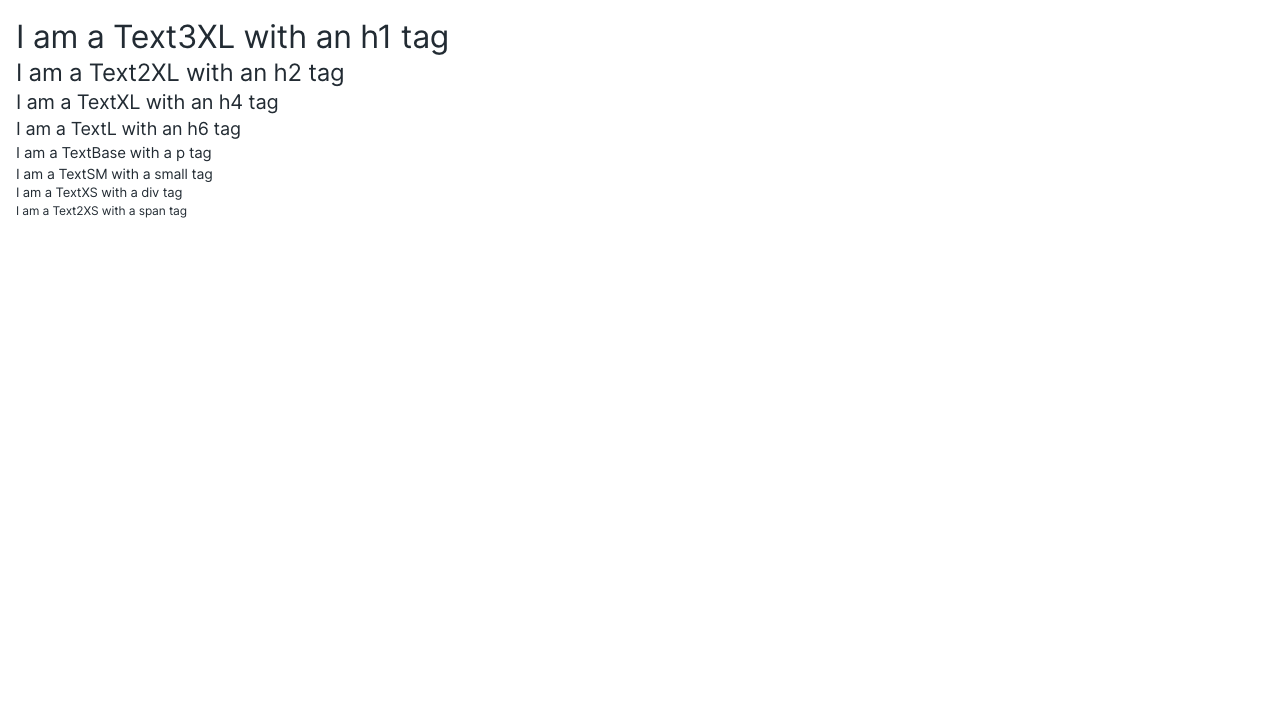 I am a Text3XL with an h1 tag
I am a Text2XL with an h2 tag
I am a TextXL with an h4 tag
I am a TextL with an h6 tag
I am a TextBase with a p tag
I am a TextSM with a small tag
I am a TextXS with a div tag
I am a Text2XS with a span tag